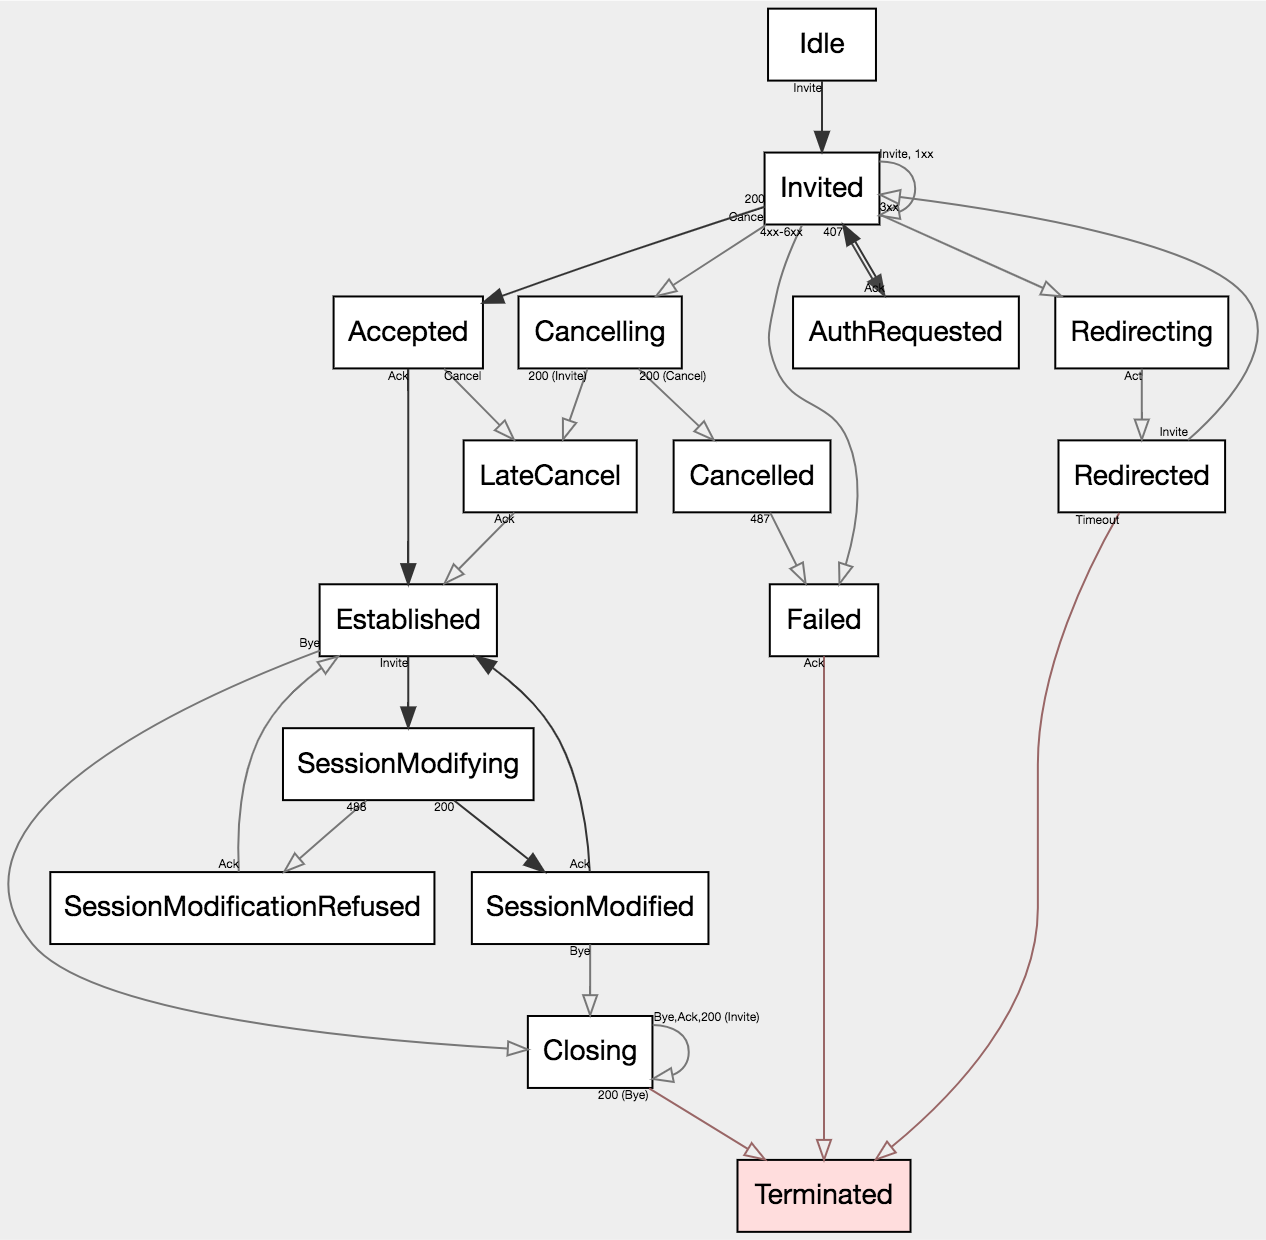 Idle
Invite
Invited
Invite, 1xx
200
Cancel
3xx
4xx-6xx
407
Ack
Accepted
Cancelling
AuthRequested
Redirecting
Ack
Cancel
200 (Invite)
200 (Cancel)
Act
Invite
LateCancel
Cancelled
Redirected
Ack
487
Timeout
Established
Failed
Bye
Invite
Ack
SessionModifying
488
200
Ack
Ack
SessionModificationRefused
SessionModified
Bye
Bye,Ack,200 (Invite)
Closing
200 (Bye)
Terminated